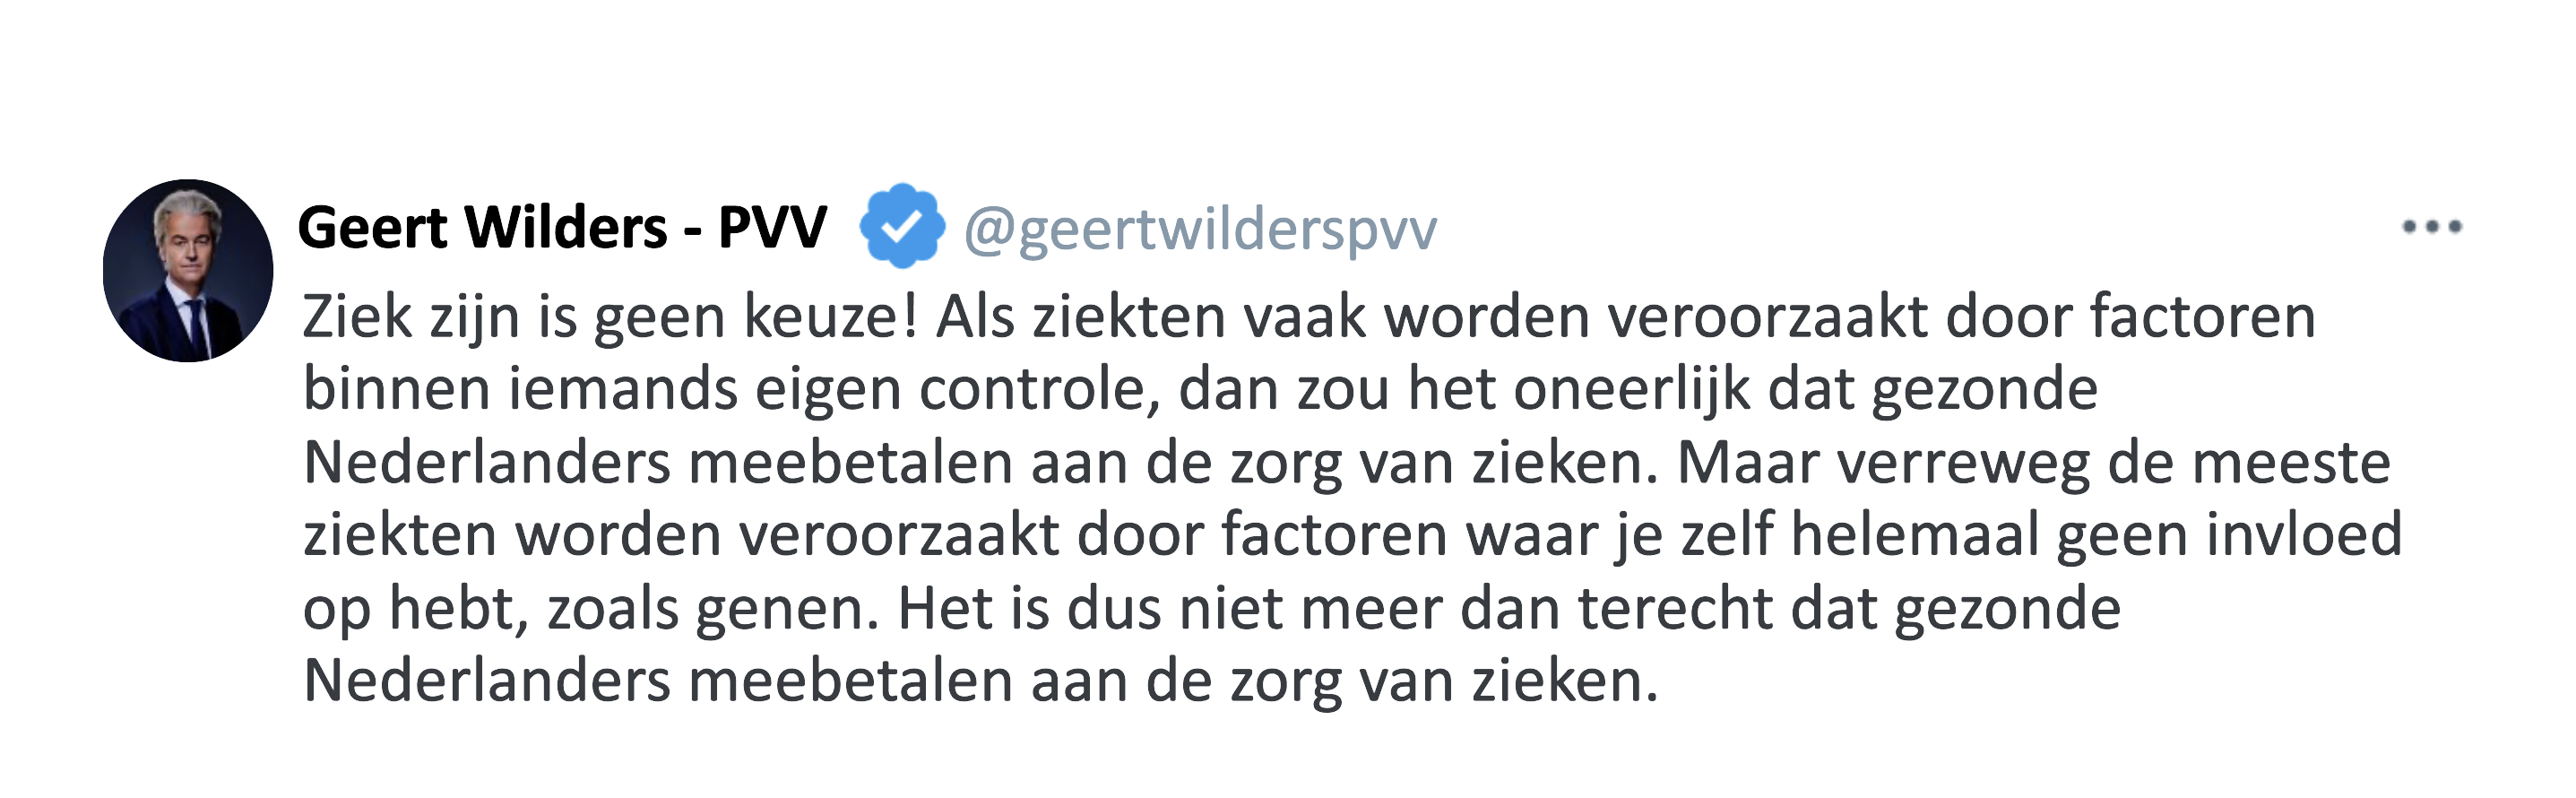 Geert Wilders - PVV @geertwilderspvv
Ziek zijn is geen keuze! Als ziekten vaak worden veroorzaakt door factoren
binnen iemands eigen controle, dan zou het oneerlijk dat gezonde
Nederlanders meebetalen aan de zorg van zieken. Maar verreweg de meeste
ziekten worden veroorzaakt door factoren waar je zelf helemaal geen invloed
op hebt, zoals genen. Het is dus niet meer dan terecht dat gezonde
Nederlanders meebetalen aan de zorg van zieken.